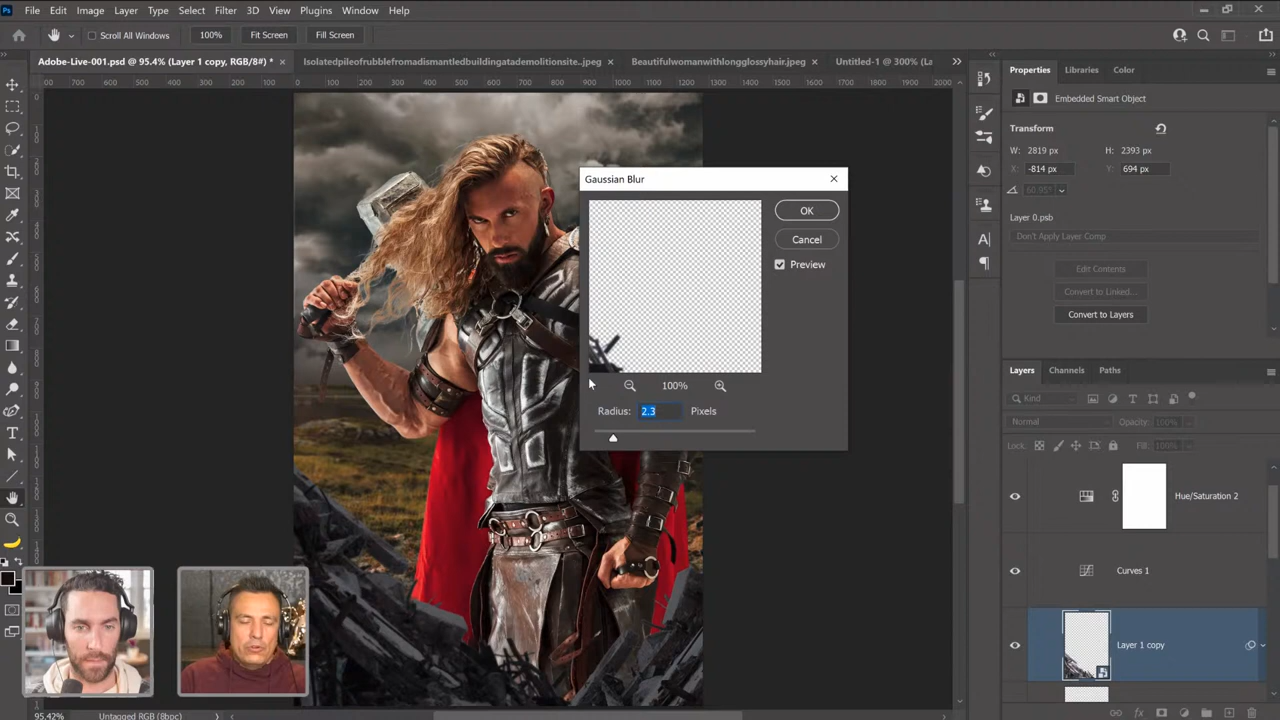 Ps File Edit Image Layer Type Select Filter 3D View Plugins Window Help
Scroll All Windows 100% Fit Screen Fill Screen
Adobe-Live-001.psd @ 95.4% (Layer 1 copy, RGB/8#) * × Isolatedpileofrubblefromadismantledbuildingatademolitionsite..jpeg × Beautifulwomanwithlongglossyhair.jpeg × Untitled-1 @ 300% (La
Properties Libraries Color
Embedded Smart Object
Transform
W: 2819 px H: 2393 px
X: -814 px Y: 694 px
60.95°
Layer 0.psb
Don't Apply Layer Comp
Edit Contents
Convert to Linked...
Convert to Layers
Gaussian Blur
OK
Cancel
Preview
100%
Radius: 2.3 Pixels
Layers Channels Paths
Kind
Normal Opacity: 100%
Lock: Fill: 100%
Hue/Saturation 2
Curves 1
Layer 1 copy
95.42% Untagged RGB (8bpc)